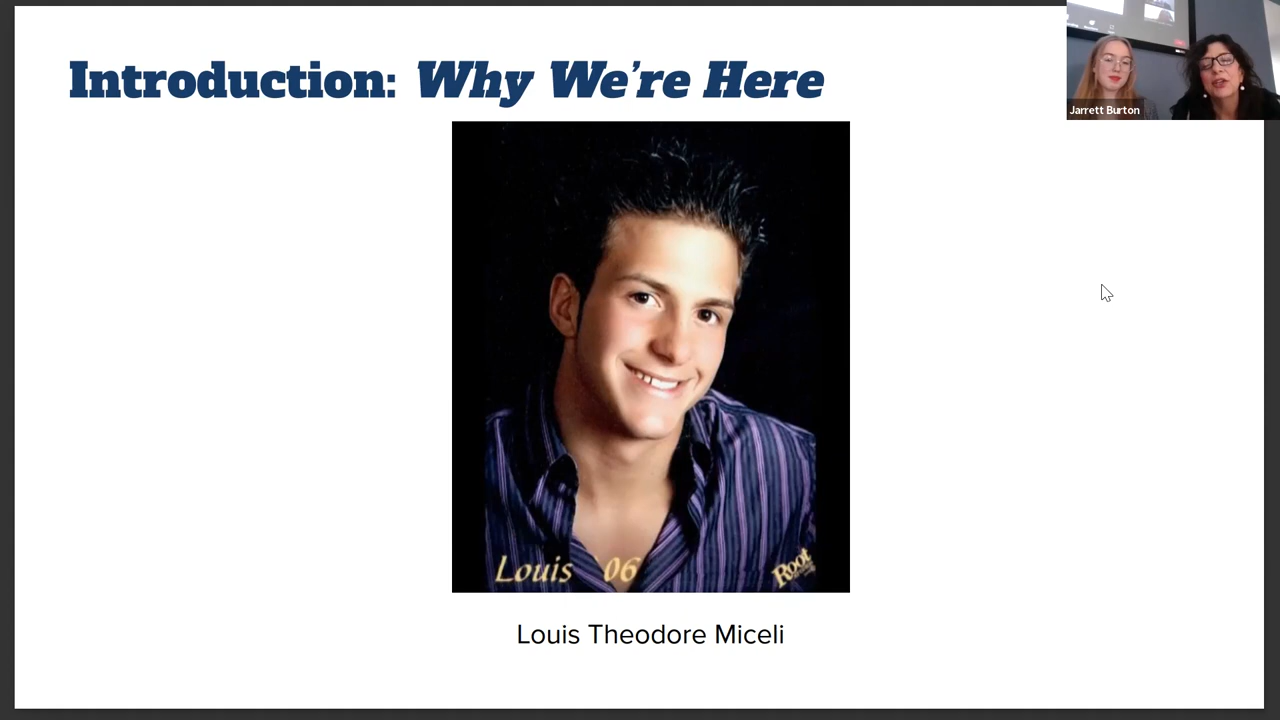 Introduction: Why We're Here
Jarrett Burton
Louis '06
Root
Louis Theodore Miceli